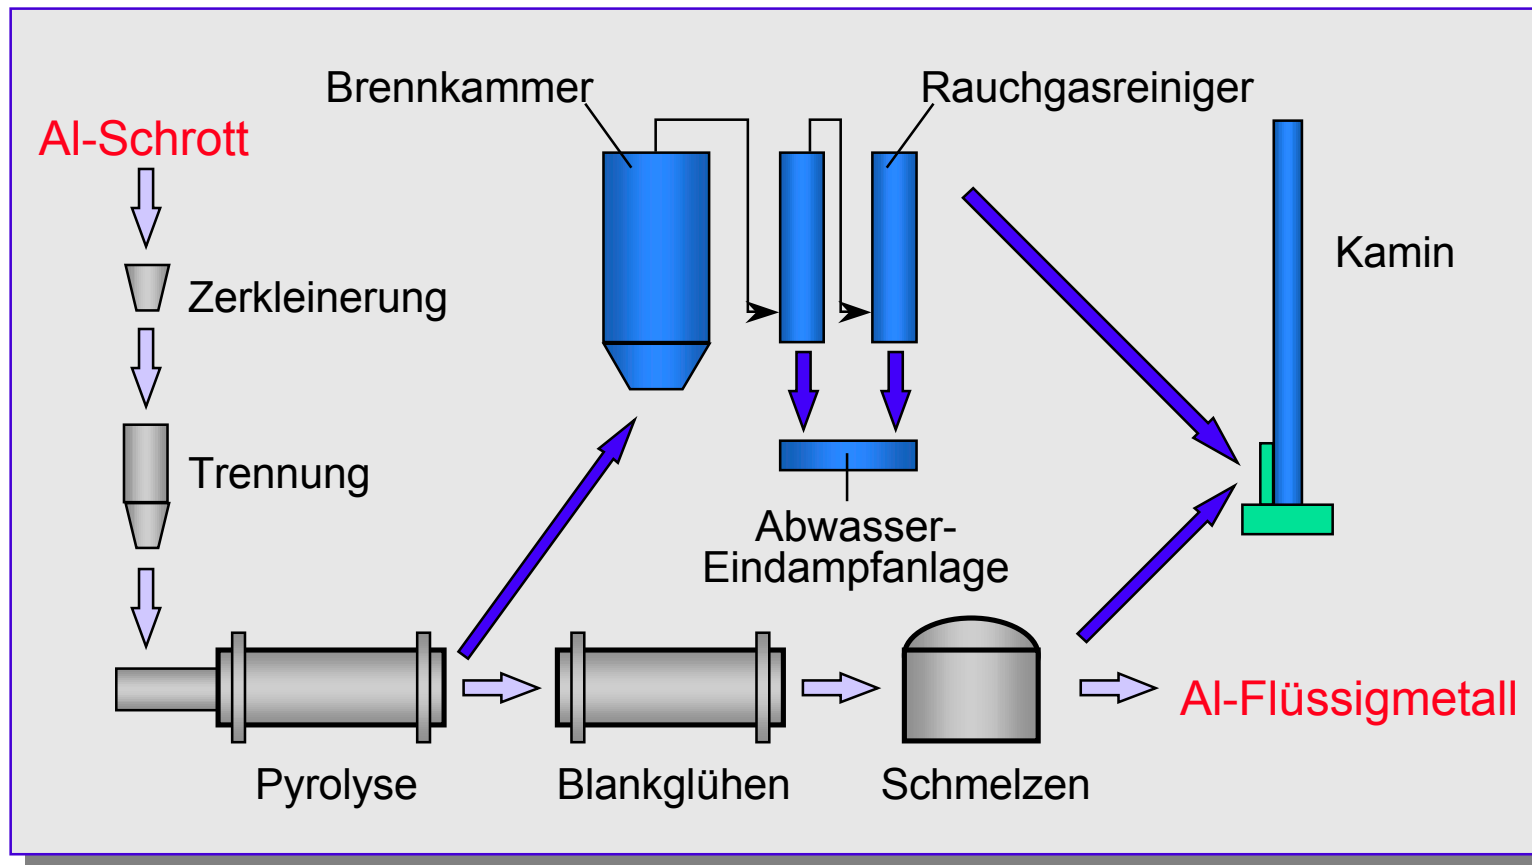 Brennkammer
Rauchgasreiniger
Al-Schrott
Kamin
Zerkleinerung
Trennung
Abwasser-
Eindampfanlage
Al-Flüssigmetall
Pyrolyse
Blankglühen
Schmelzen